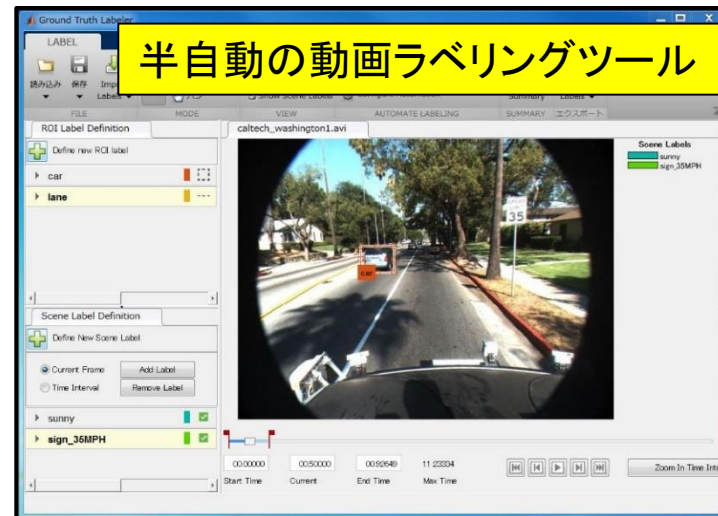 Ground Truth Labeler
半自動の動画ラベリングツール
LABEL
読み込み 保存
Labels
FILE MODE VIEW AUTOMATE LABELING SUMMARY エクスポート
ROI Label Definition
caltech_washington1.avi
Define new ROI label
car
lane
Scene Labels
sunny
sign_35MPH
SPEED LIMIT
35
car
Scene Label Definition
Define New Scene Label
Current Frame Add Label
Time Interval Remove Label
sunny
sign_35MPH
00.00000 00.50000 00.92649 11.23334
Start Time Current End Time Max Time
Zoom In Time Inte